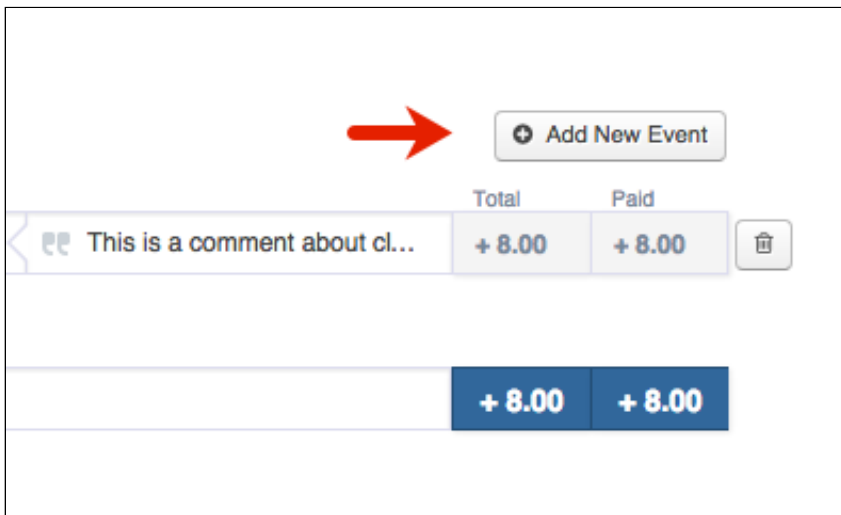 Add New Event
Total Paid
This is a comment about cl... + 8.00 + 8.00
+ 8.00 + 8.00